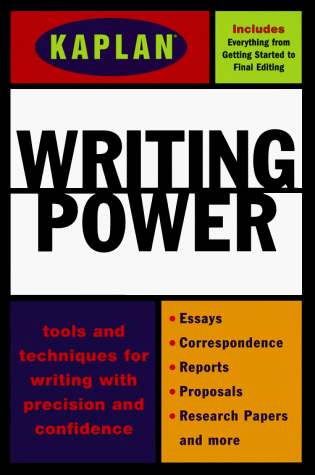 KAPLAN®
Includes
Everything from
Getting Started to
Final Editing
WRITING
POWER
tools and
techniques for
writing with
precision and
confidence
• Essays
• Correspondence
• Reports
• Proposals
• Research Papers
and more